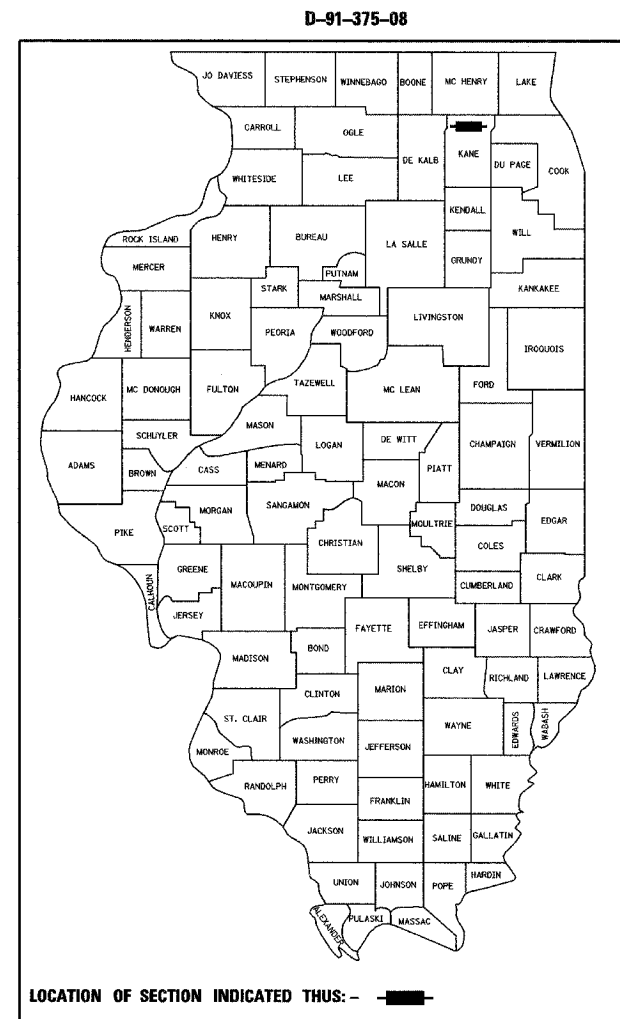 D-91-375-08
JO DAVIESS STEPHENSON WINNEBAGO BOONE MC HENRY LAKE
CARROLL OGLE DE KALB KANE DU PAGE COOK
WHITESIDE LEE
KENDALL
ROCK ISLAND HENRY BUREAU LA SALLE WILL
MERCER PUTNAM GRUNDY
STARK MARSHALL KANKAKEE
HENDERSON WARREN KNOX PEORIA WOODFORD LIVINGSTON IROQUOIS
HANCOCK MC DONOUGH FULTON TAZEWELL MC LEAN FORD
MASON
SCHUYLER LOGAN DE WITT CHAMPAIGN VERMILION
ADAMS BROWN CASS MENARD MACON PIATT
MORGAN SANGAMON DOUGLAS
PIKE SCOTT CHRISTIAN MOULTRIE COLES EDGAR
GREENE MACOUPIN MONTGOMERY SHELBY CUMBERLAND CLARK
CALHOUN JERSEY
FAYETTE EFFINGHAM JASPER CRAWFORD
MADISON BOND CLAY RICHLAND LAWRENCE
CLINTON MARION
ST. CLAIR WAYNE EDWARDS WABASH
MONROE WASHINGTON JEFFERSON
RANDOLPH PERRY HAMILTON WHITE
FRANKLIN
JACKSON WILLIAMSON SALINE GALLATIN
UNION JOHNSON POPE HARDIN
ALEXANDER PULASKI MASSAC
LOCATION OF SECTION INDICATED THUS: -